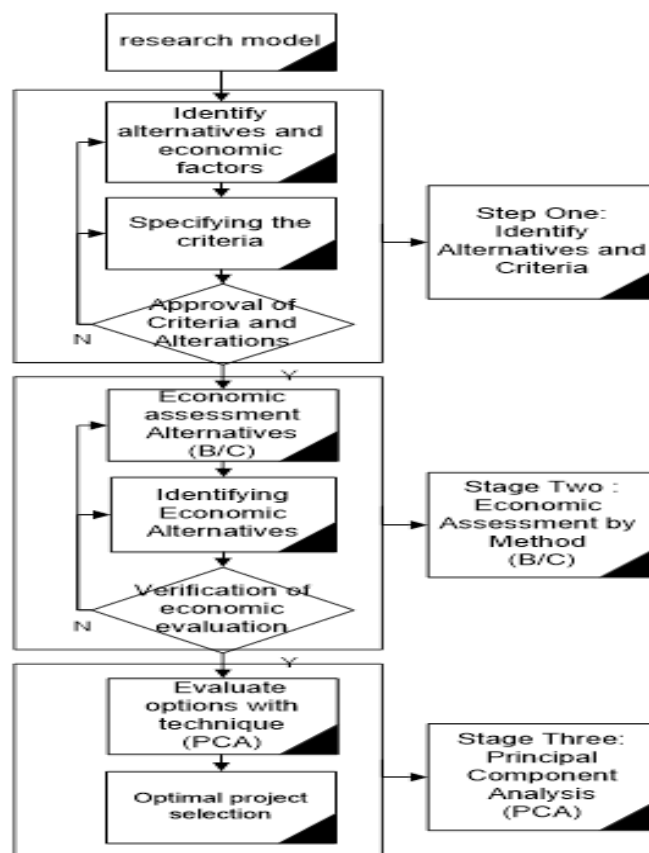 research model
Identify
alternatives and
economic
factors
Specifying the
criteria
Step One:
Identify
Alternatives and
Criteria
Approval of
Criteria and
Alterations
N
Y
Economic
assessment
Alternatives
(B/C)
Identifying
Economic
Alternatives
Stage Two :
Economic
Assessment by
Method
(B/C)
Verification of
economic
evaluation
N
Y
Evaluate
options with
technique
(PCA)
Optimal project
selection
Stage Three:
Principal
Component
Analysis
(PCA)